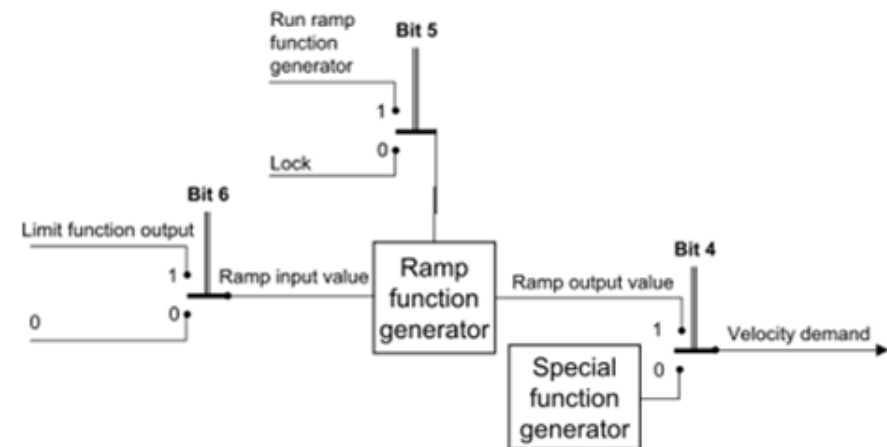 Run ramp
function
generator
Bit 5
1
0
Lock
Bit 6
Limit function output
1
Ramp input value
0
0
Ramp
function
generator
Ramp output value
Bit 4
1
Velocity demand
0
Special
function
generator